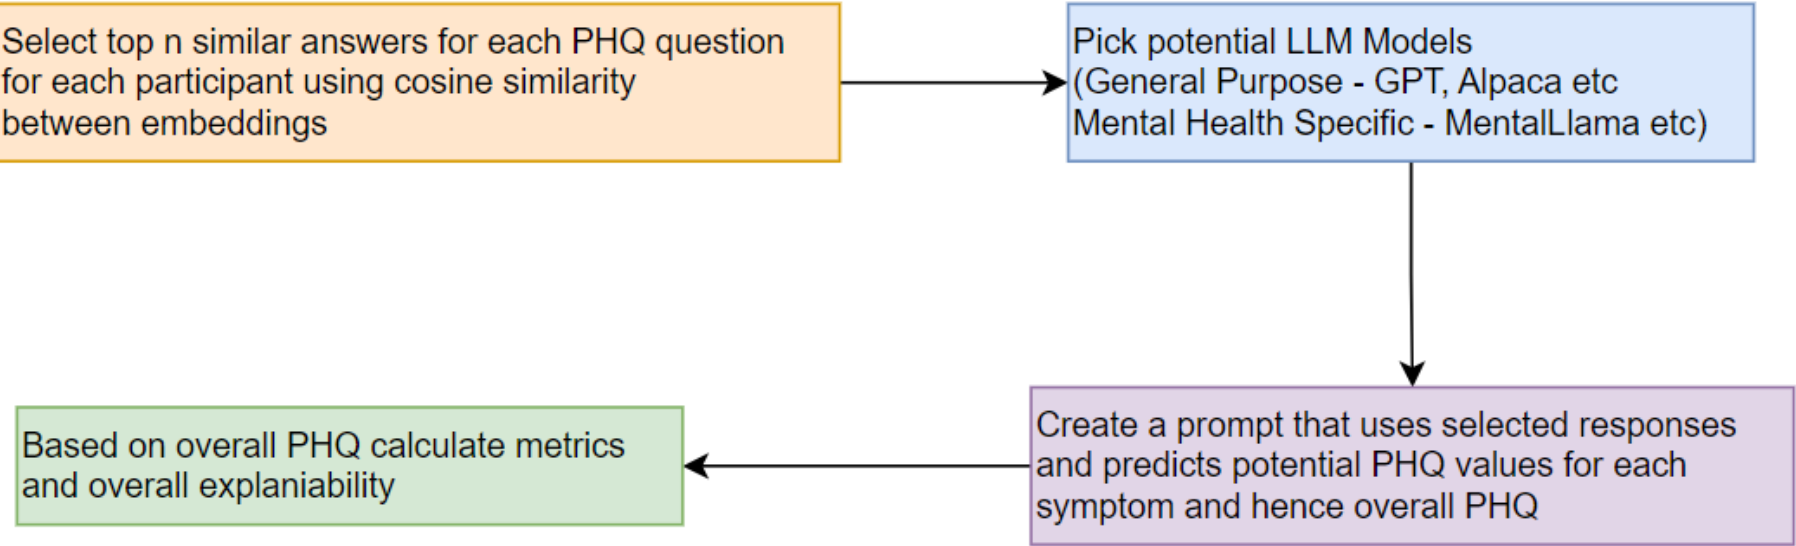 Select top n similar answers for each PHQ question
for each participant using cosine similarity
between embeddings
Pick potential LLM Models
(General Purpose - GPT, Alpaca etc
Mental Health Specific - MentalLlama etc)
Create a prompt that uses selected responses
and predicts potential PHQ values for each
symptom and hence overall PHQ
Based on overall PHQ calculate metrics
and overall explaniability